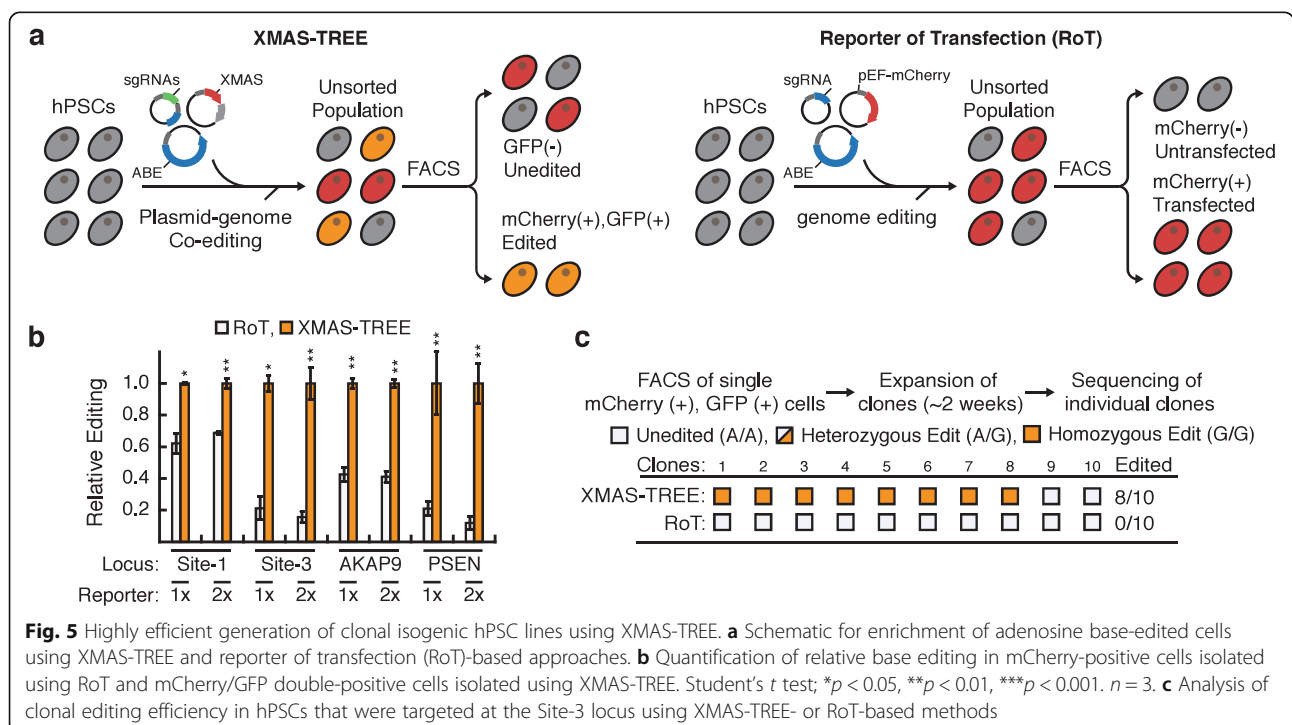 a
XMAS-TREE
sgRNAs
XMAS
hPSCs
ABE
Plasmid-genome
Co-editing
Unsorted
Population
FACS
GFP(-)
Unedited
mCherry(+),GFP(+)
Edited
Reporter of Transfection (RoT)
sgRNA
pEF-mCherry
hPSCs
ABE
genome editing
Unsorted
Population
FACS
mCherry(-)
Untransfected
mCherry(+)
Transfected
b
RoT, XMAS-TREE
Relative Editing
1.0
0.8
0.6
0.4
0.2
* ** * ** ** ** ** **
Locus: Site-1 Site-3 AKAP9 PSEN
Reporter: 1x 2x 1x 2x 1x 2x 1x 2x
c
FACS of single
mCherry (+), GFP (+) cells
Expansion of
clones (~2 weeks)
Sequencing of
individual clones
Unedited (A/A), Heterozygous Edit (A/G), Homozygous Edit (G/G)
Clones: 1 2 3 4 5 6 7 8 9 10 Edited
XMAS-TREE: 8/10
RoT: 0/10
Fig. 5 Highly efficient generation of clonal isogenic hPSC lines using XMAS-TREE. a Schematic for enrichment of adenosine base-edited cells
using XMAS-TREE and reporter of transfection (RoT)-based approaches. b Quantification of relative base editing in mCherry-positive cells isolated
using RoT and mCherry/GFP double-positive cells isolated using XMAS-TREE. Student's t test; *p < 0.05, **p < 0.01, ***p < 0.001. n = 3. c Analysis of
clonal editing efficiency in hPSCs that were targeted at the Site-3 locus using XMAS-TREE- or RoT-based methods